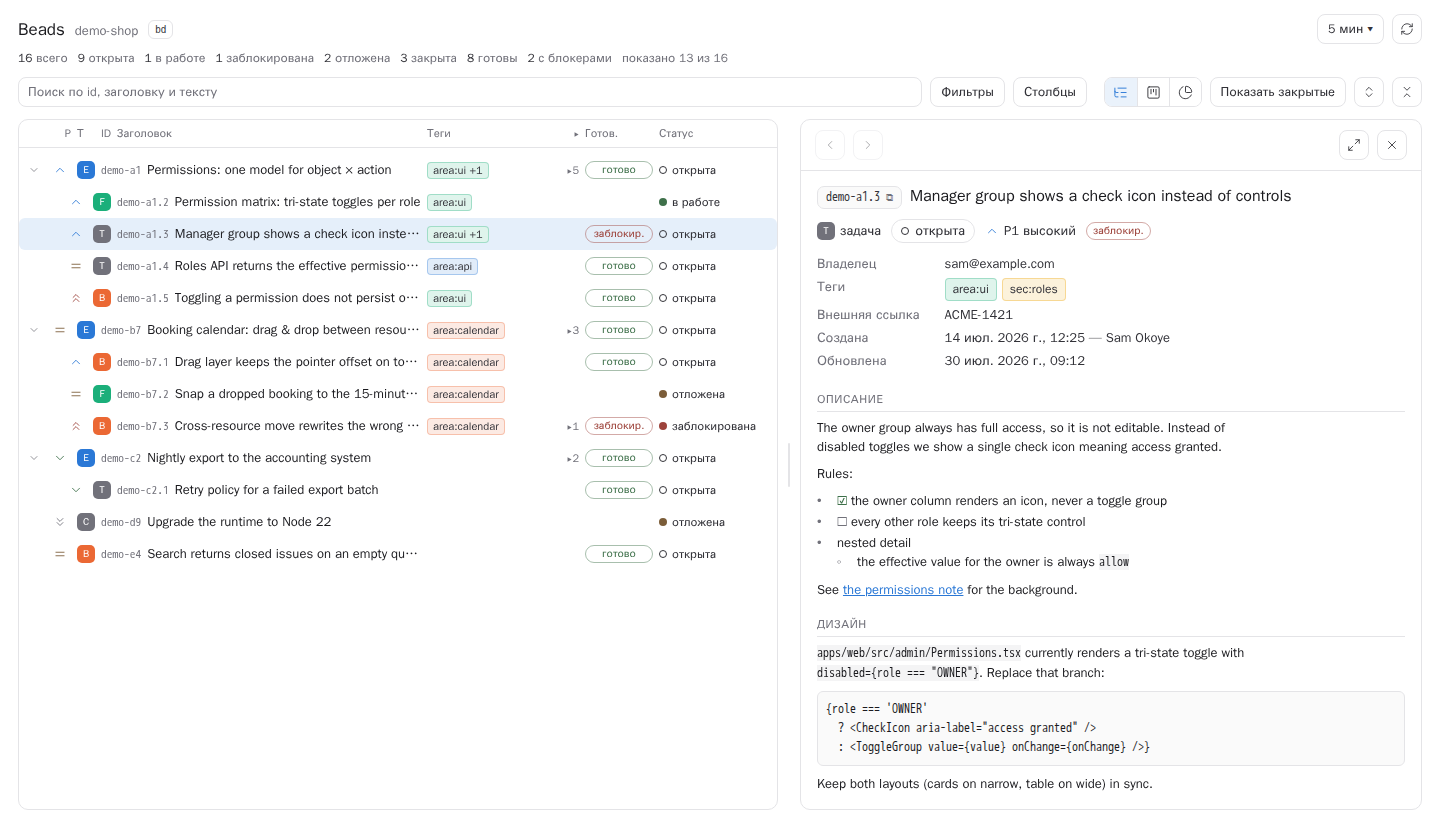 Beads demo-shop bd 5 мин ▾
16 всего 9 открыта 1 в работе 1 заблокирована 2 отложена 3 закрыта 8 готовы 2 с блокерами показано 13 из 16
Поиск по id, заголовку и тексту Фильтры Столбцы Показать закрытые
P T ID Заголовок Теги ▸ Готов. Статус
E demo-a1 Permissions: one model for object × action area:ui +1 ▸5 готово открыта
F demo-a1.2 Permission matrix: tri-state toggles per role area:ui в работе
T demo-a1.3 Manager group shows a check icon inste… area:ui +1 заблокир. открыта
T demo-a1.4 Roles API returns the effective permissio… area:api готово открыта
B demo-a1.5 Toggling a permission does not persist o… area:ui готово открыта
E demo-b7 Booking calendar: drag & drop between resou… area:calendar ▸3 готово открыта
B demo-b7.1 Drag layer keeps the pointer offset on to… area:calendar готово открыта
F demo-b7.2 Snap a dropped booking to the 15-minut… area:calendar отложена
B demo-b7.3 Cross-resource move rewrites the wrong … area:calendar ▸1 заблокир. заблокирована
E demo-c2 Nightly export to the accounting system ▸2 готово открыта
T demo-c2.1 Retry policy for a failed export batch готово открыта
C demo-d9 Upgrade the runtime to Node 22 отложена
B demo-e4 Search returns closed issues on an empty qu… готово открыта
demo-a1.3 Manager group shows a check icon instead of controls
T задача открыта P1 высокий заблокир.
Владелец sam@example.com
Теги area:ui sec:roles
Внешняя ссылка ACME-1421
Создана 14 июл. 2026 г., 12:25 — Sam Okoye
Обновлена 30 июл. 2026 г., 09:12
ОПИСАНИЕ
The owner group always has full access, so it is not editable. Instead of
disabled toggles we show a single check icon meaning access granted.
Rules:
• ☑ the owner column renders an icon, never a toggle group
• ☐ every other role keeps its tri-state control
• nested detail
◦ the effective value for the owner is always allow
See the permissions note for the background.
ДИЗАЙН
apps/web/src/admin/Permissions.tsx currently renders a tri-state toggle with
disabled={role === "OWNER"}. Replace that branch:
{role === 'OWNER'
? <CheckIcon aria-label="access granted" />
: <ToggleGroup value={value} onChange={onChange} />}
Keep both layouts (cards on narrow, table on wide) in sync.